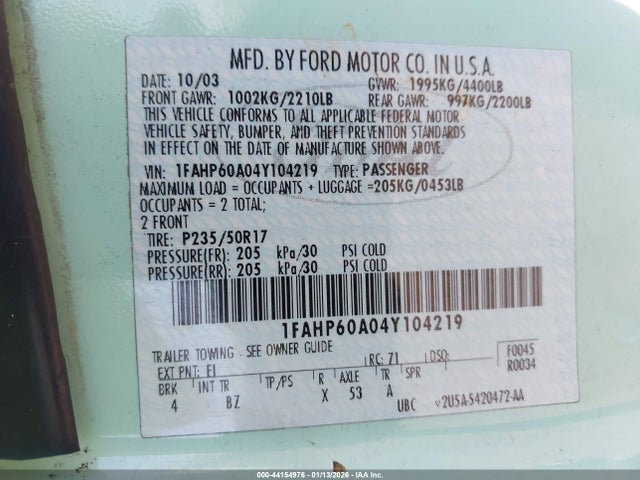 MFD. BY FORD MOTOR CO. IN U.S.A.
DATE: 10/03 GVWR: 1995KG/4400LB
FRONT GAWR: 1002KG/2210LB REAR GAWR: 997KG/2200LB
THIS VEHICLE CONFORMS TO ALL APPLICABLE FEDERAL MOTOR
VEHICLE SAFETY, BUMPER, AND THEFT PREVENTION STANDARDS
IN EFFECT ON THE DATE OF MANUFACTURE SHOWN ABOVE.
VIN: 1FAHP60A04Y104219 TYPE: PASSENGER
MAXIMUM LOAD = OCCUPANTS + LUGGAGE = 205KG/0453LB
OCCUPANTS = 2 TOTAL;
2 FRONT
TIRE: P235/50R17
PRESSURE(FR): 205 kPa/30 PSI COLD
PRESSURE(RR): 205 kPa/30 PSI COLD
1FAHP60A04Y104219
TRAILER TOWING - SEE OWNER GUIDE
EXT PNT: EI RC: 71 DSO: F0045
BRK INT TR TP/PS R AXLE TR SPR R0034
4 BZ X 53 A
UBC V2U5A-5420472-AA
000-44154976 - 01/13/2026 - IAA Inc.